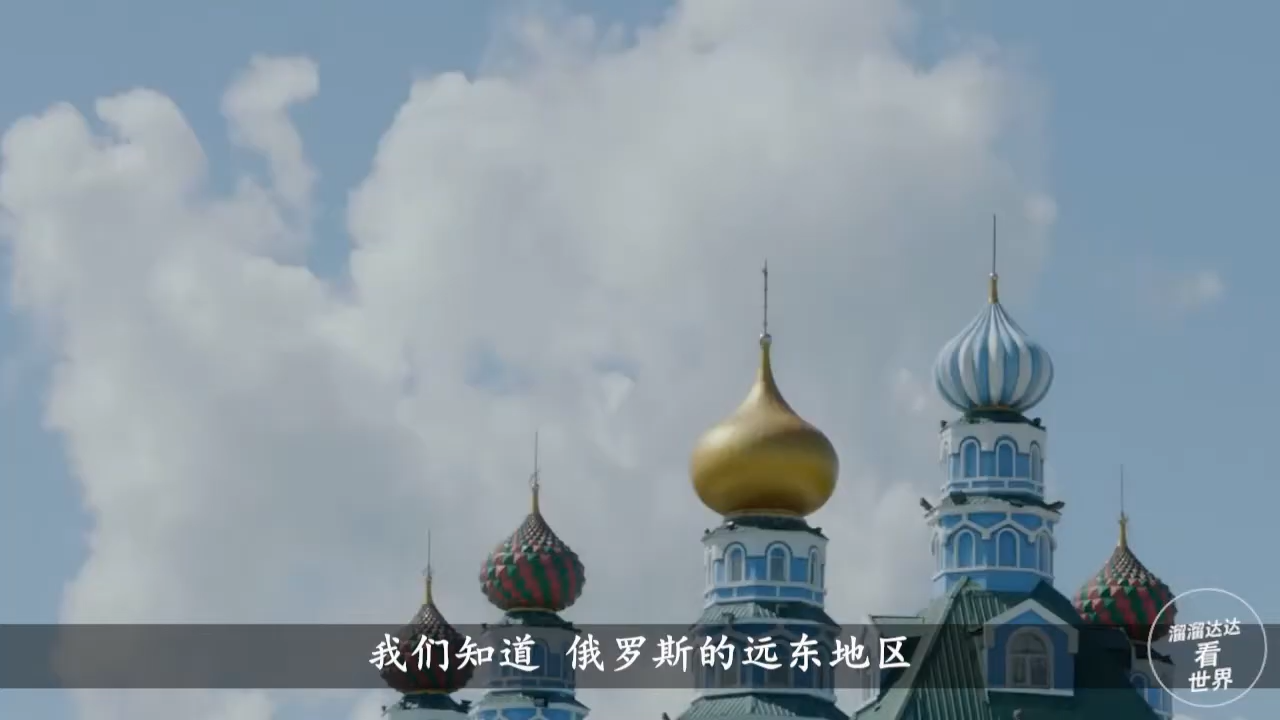 我们知道 俄罗斯的远东地区
溜溜达达
看
世界